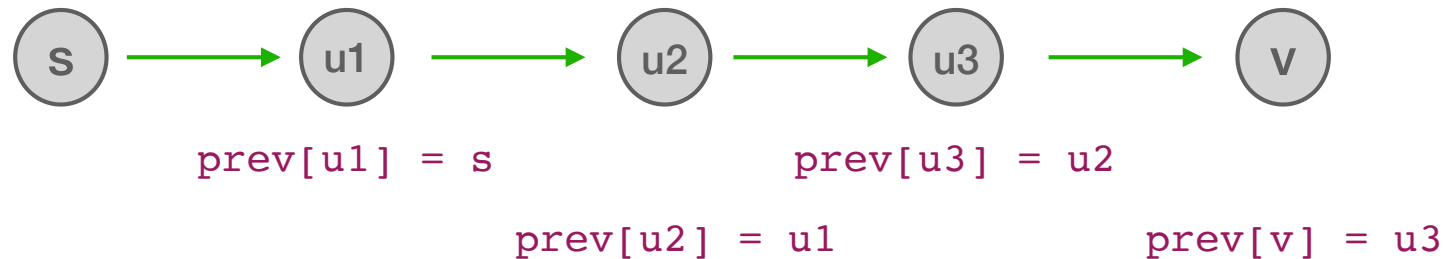 s u1 u2 u3 v
prev[u1] = s prev[u3] = u2
prev[u2] = u1 prev[v] = u3